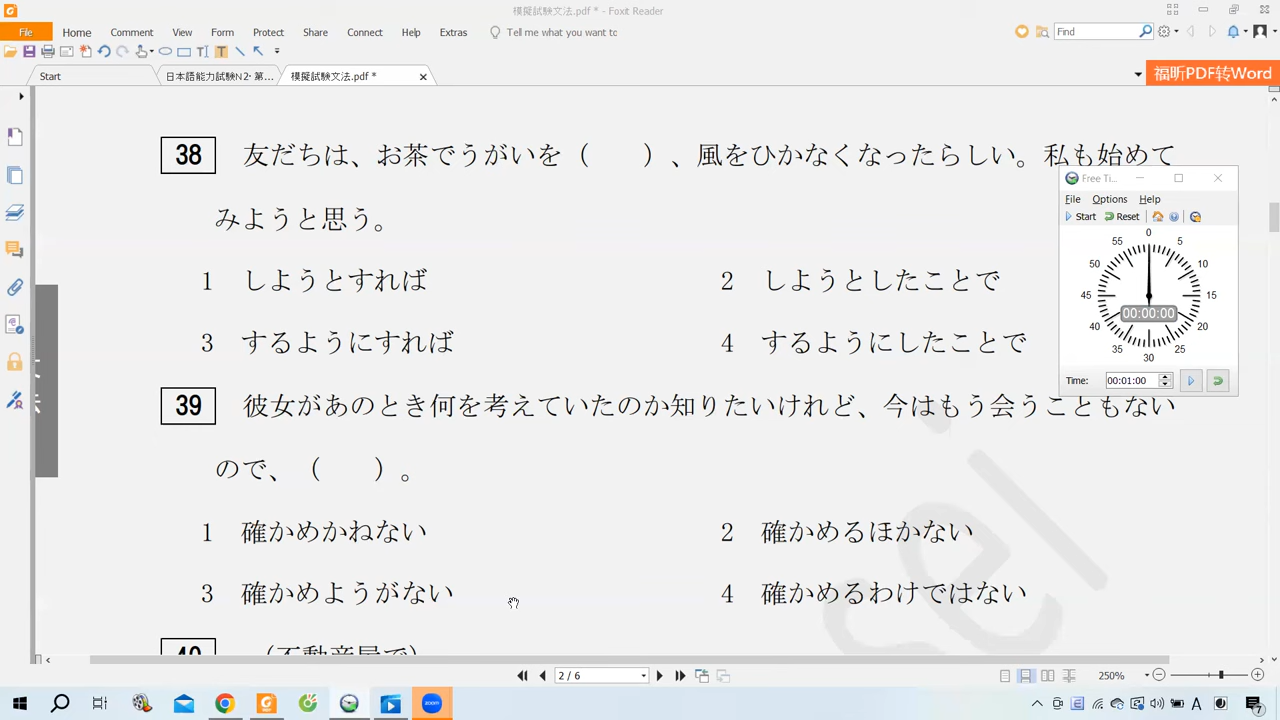 模擬試験文法.pdf * - Foxit Reader
File Home Comment View Form Protect Share Connect Help Extras Tell me what you want to Find
Start 日本語能力試験N2- 第... 模擬試験文法.pdf * 福昕PDF转Word
38 友だちは、お茶でうがいを（　　）、風をひかなくなったらしい。私も始めて
みようと思う。
1 しようとすれば 2 しようとしたことで
3 するようにすれば 4 するようにしたことで
39 彼女があのとき何を考えていたのか知りたいけれど、今はもう会うこともない
ので、（　　）。
1 確かめかねない 2 確かめるほかない
3 確かめようがない 4 確かめるわけではない
40 （不動産屋で）
sei
Free Ti...
File Options Help
Start Reset
0
55 5
50 10
45 15
00:00:00
40 20
35 25
30
Time: 00:01:00
2 / 6 250%
zoom A 7